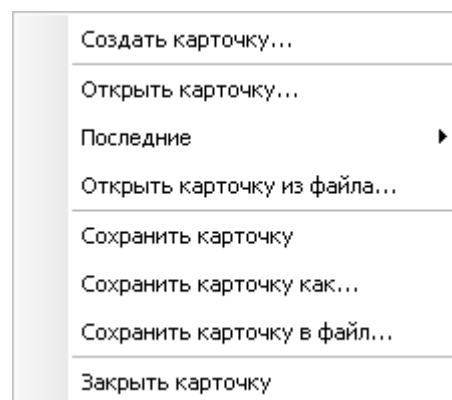 Создать карточку...
Открыть карточку...
Последние
Открыть карточку из файла...
Сохранить карточку
Сохранить карточку как...
Сохранить карточку в файл...
Закрыть карточку